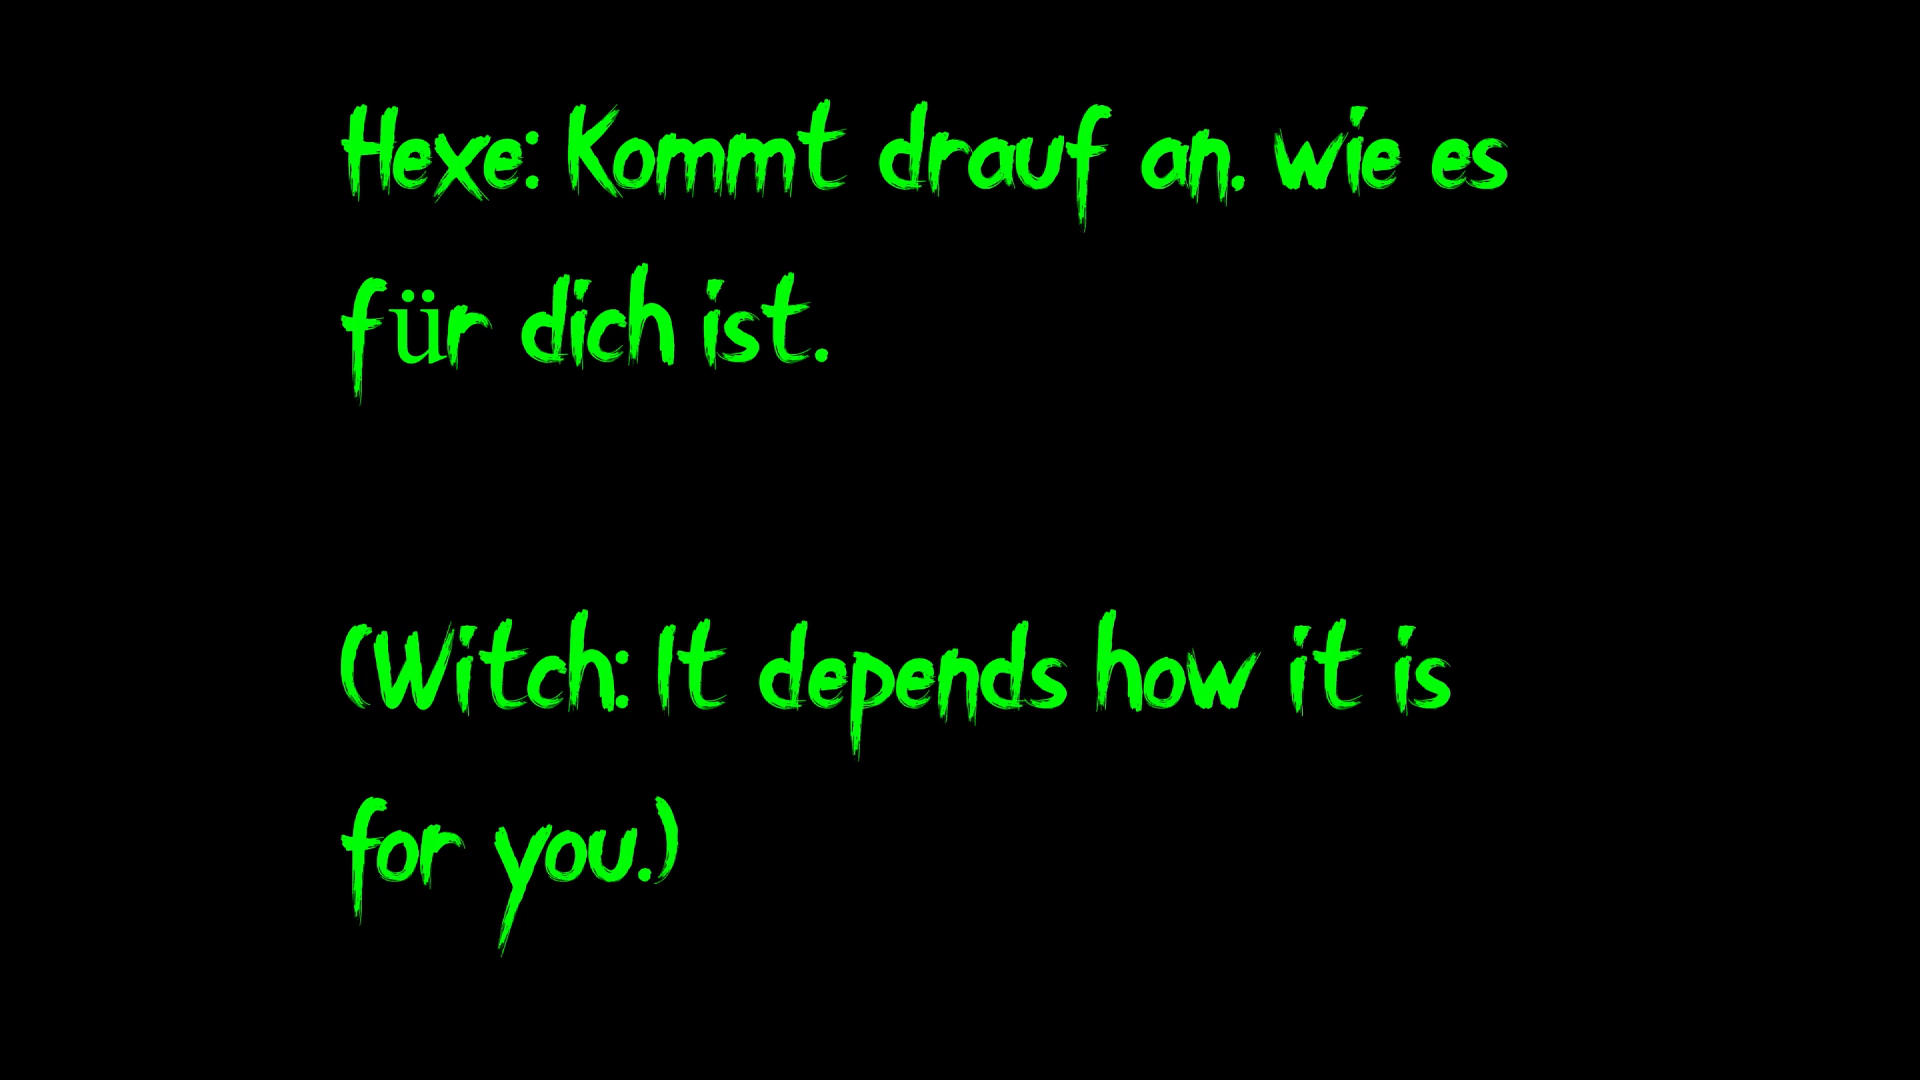 Hexe: Kommt drauf an. wie es
für dich ist.
(Witch: It depends how it is
for you.)